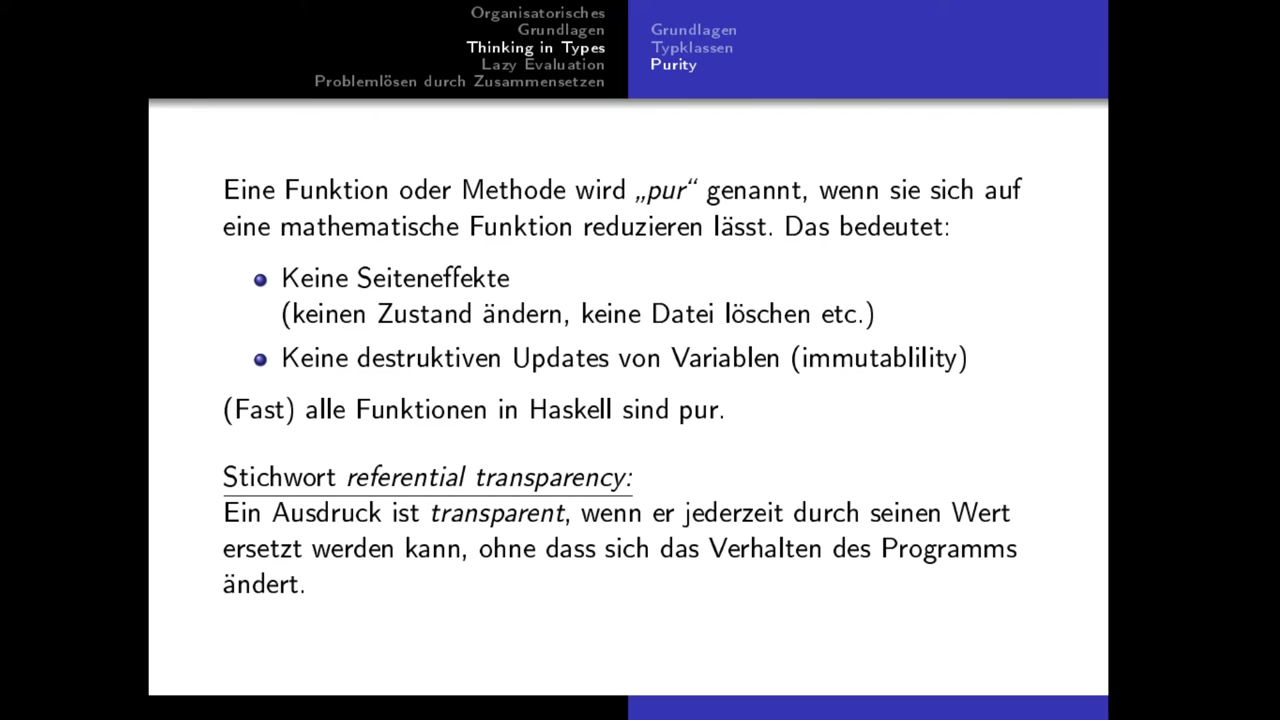 Organisatorisches
Grundlagen
Thinking in Types
Lazy Evaluation
Problemlösen durch Zusammensetzen
Grundlagen
Typklassen
Purity
Eine Funktion oder Methode wird „pur“ genannt, wenn sie sich auf
eine mathematische Funktion reduzieren lässt. Das bedeutet:
Keine Seiteneffekte
(keinen Zustand ändern, keine Datei löschen etc.)
Keine destruktiven Updates von Variablen (immutablility)
(Fast) alle Funktionen in Haskell sind pur.
Stichwort referential transparency:
Ein Ausdruck ist transparent, wenn er jederzeit durch seinen Wert
ersetzt werden kann, ohne dass sich das Verhalten des Programms
ändert.